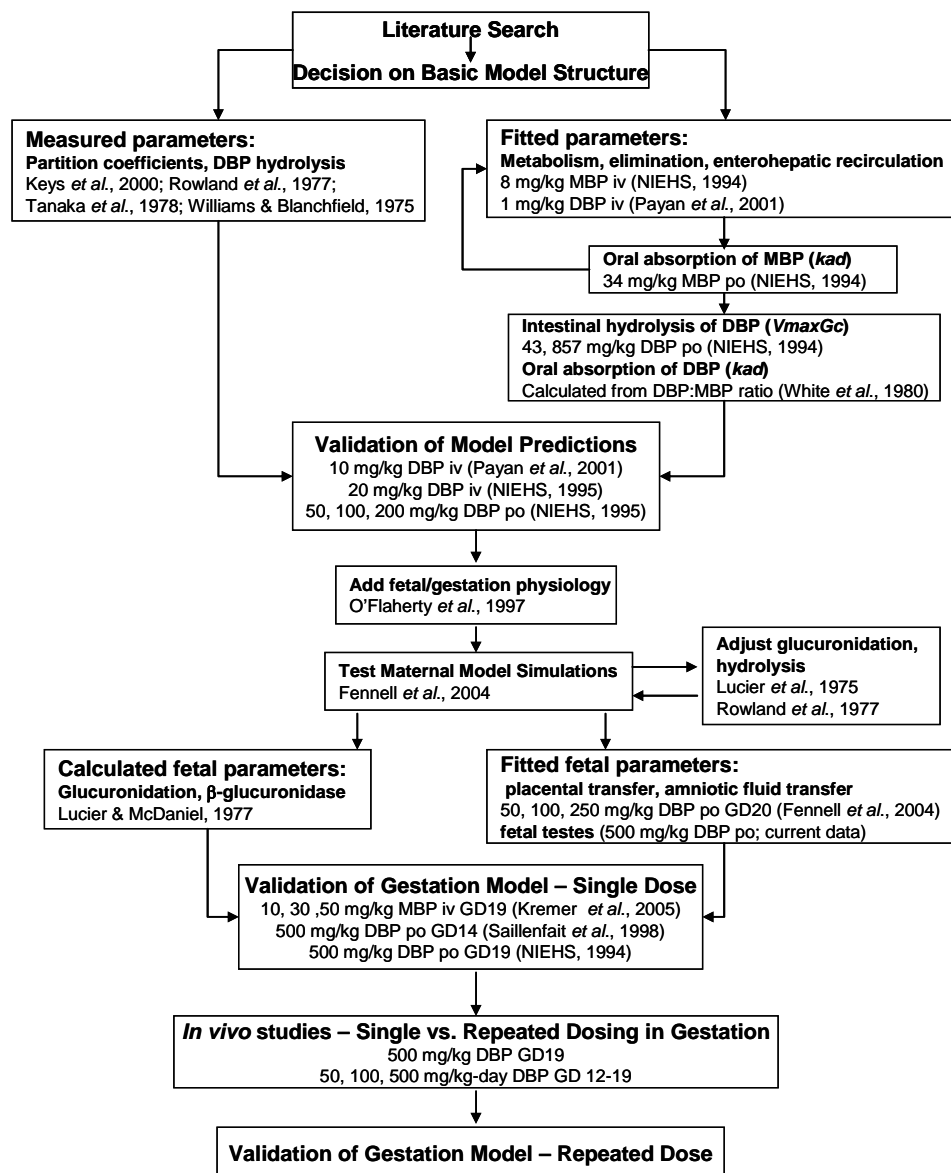 Literature Search
Decision on Basic Model Structure
Measured parameters:
Partition coefficients, DBP hydrolysis
Keys et al., 2000; Rowland et al., 1977;
Tanaka et al., 1978; Williams & Blanchfield, 1975
Fitted parameters:
Metabolism, elimination, enterohepatic recirculation
8 mg/kg MBP iv (NIEHS, 1994)
1 mg/kg DBP iv (Payan et al., 2001)
Oral absorption of MBP (kad)
34 mg/kg MBP po (NIEHS, 1994)
Intestinal hydrolysis of DBP (VmaxGc)
43, 857 mg/kg DBP po (NIEHS, 1994)
Oral absorption of DBP (kad)
Calculated from DBP:MBP ratio (White et al., 1980)
Validation of Model Predictions
10 mg/kg DBP iv (Payan et al., 2001)
20 mg/kg DBP iv (NIEHS, 1995)
50, 100, 200 mg/kg DBP po (NIEHS, 1995)
Add fetal/gestation physiology
O'Flaherty et al., 1997
Test Maternal Model Simulations
Fennell et al., 2004
Adjust glucuronidation,
hydrolysis
Lucier et al., 1975
Rowland et al., 1977
Calculated fetal parameters:
Glucuronidation, β-glucuronidase
Lucier & McDaniel, 1977
Fitted fetal parameters:
placental transfer, amniotic fluid transfer
50, 100, 250 mg/kg DBP po GD20 (Fennell et al., 2004)
fetal testes (500 mg/kg DBP po; current data)
Validation of Gestation Model – Single Dose
10, 30 ,50 mg/kg MBP iv GD19 (Kremer et al., 2005)
500 mg/kg DBP po GD14 (Saillenfait et al., 1998)
500 mg/kg DBP po GD19 (NIEHS, 1994)
In vivo studies – Single vs. Repeated Dosing in Gestation
500 mg/kg DBP GD19
50, 100, 500 mg/kg-day DBP GD 12-19
Validation of Gestation Model – Repeated Dose